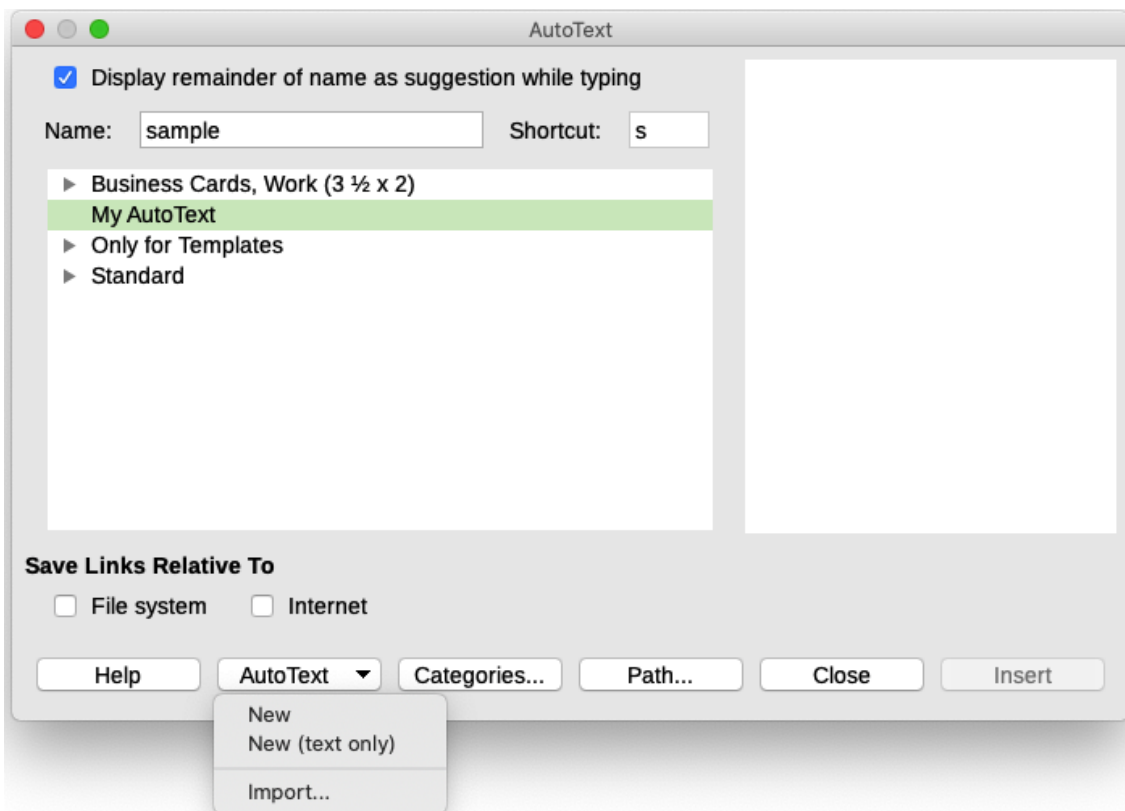 AutoText
Display remainder of name as suggestion while typing
Name: sample Shortcut: s
Business Cards, Work (3 ½ x 2)
My AutoText
Only for Templates
Standard
Save Links Relative To
File system Internet
Help AutoText Categories... Path... Close Insert
New
New (text only)
Import...